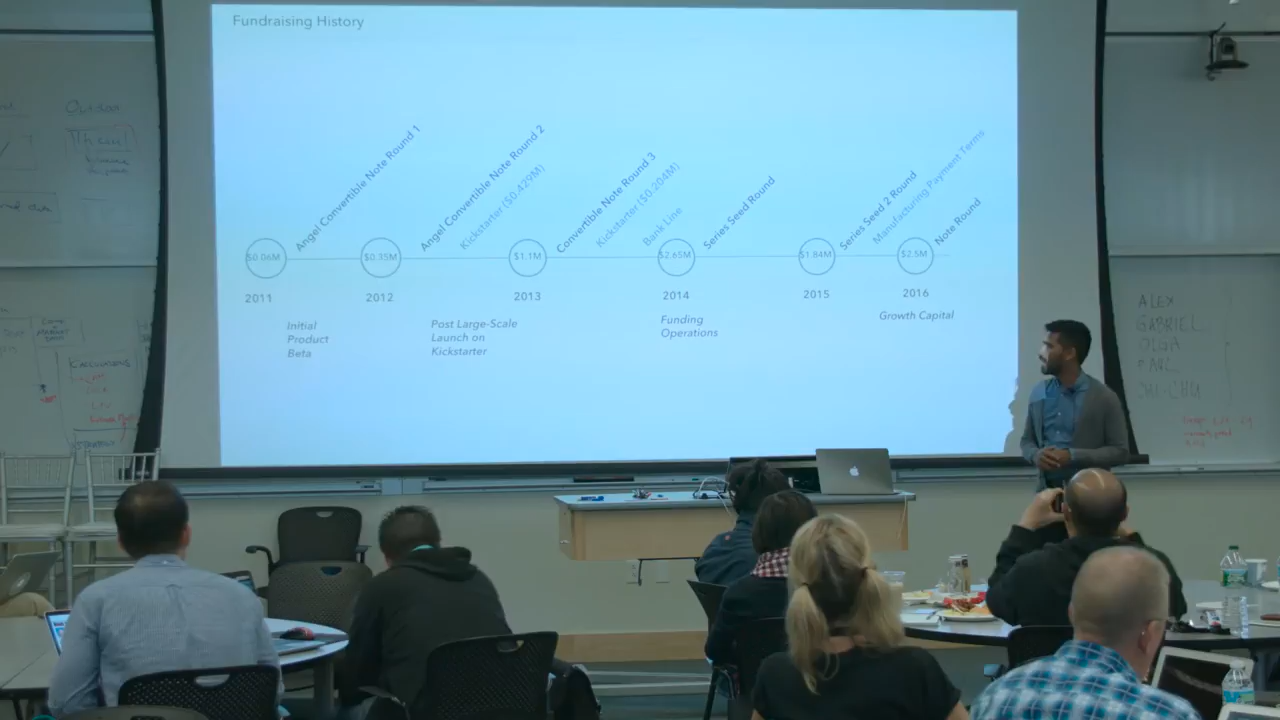 Fundraising History
Angel Convertible Note Round 1
Angel Convertible Note Round 2
Kickstarter ($0.429M)
Convertible Note Round 3
Kickstarter ($0.204M)
Bank Line
Series Seed Round
Series Seed 2 Round
Manufacturing Payment Terms
Note Round
$0.06M
$0.35M
$1.1M
$2.65M
$1.84M
$2.5M
2011
2012
2013
2014
2015
2016
Initial
Product
Beta
Post Large-Scale
Launch on
Kickstarter
Funding
Operations
Growth Capital
ALEX
GABRIEL
OLGA